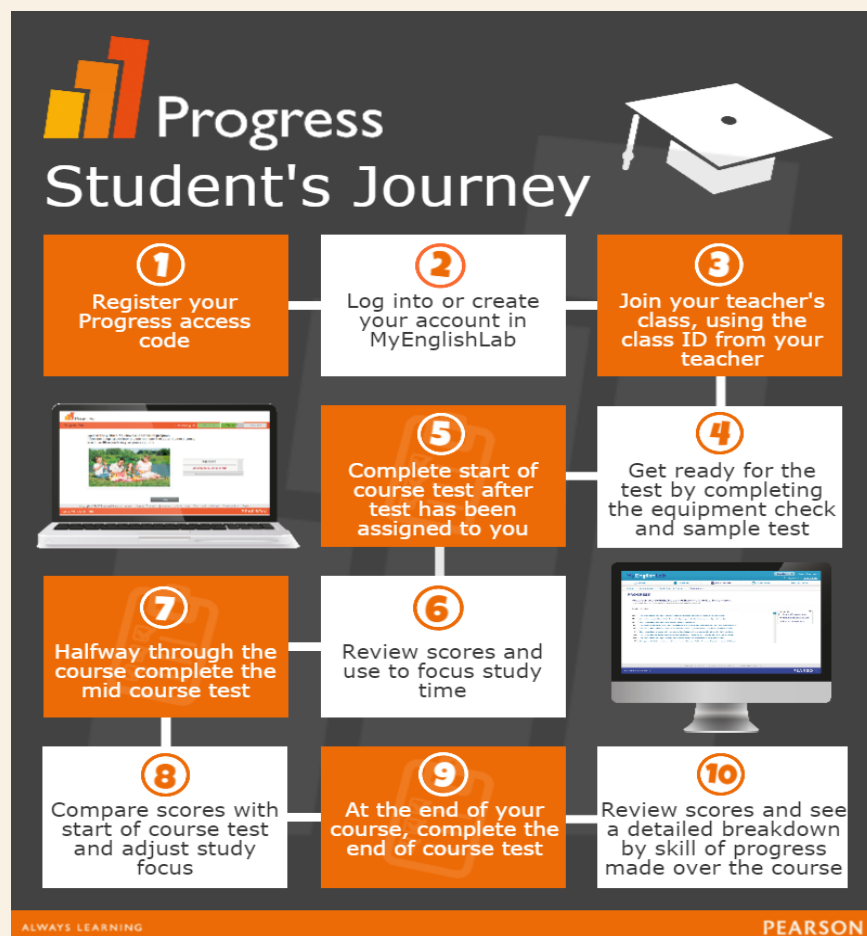 Progress
Student's Journey
1
Register your
Progress access
code
2
Log into or create
your account in
MyEnglishLab
3
Join your teacher's
class, using the
class ID from your
teacher
4
Get ready for the
test by completing
the equipment check
and sample test
5
Complete start of
course test after
test has been
assigned to you
6
Review scores and
use to focus study
time
7
Halfway through the
course complete the
mid course test
8
Compare scores with
start of course test
and adjust study
focus
9
At the end of your
course, complete the
end of course test
10
Review scores and see
a detailed breakdown
by skill of progress
made over the course
ALWAYS LEARNING
PEARSON